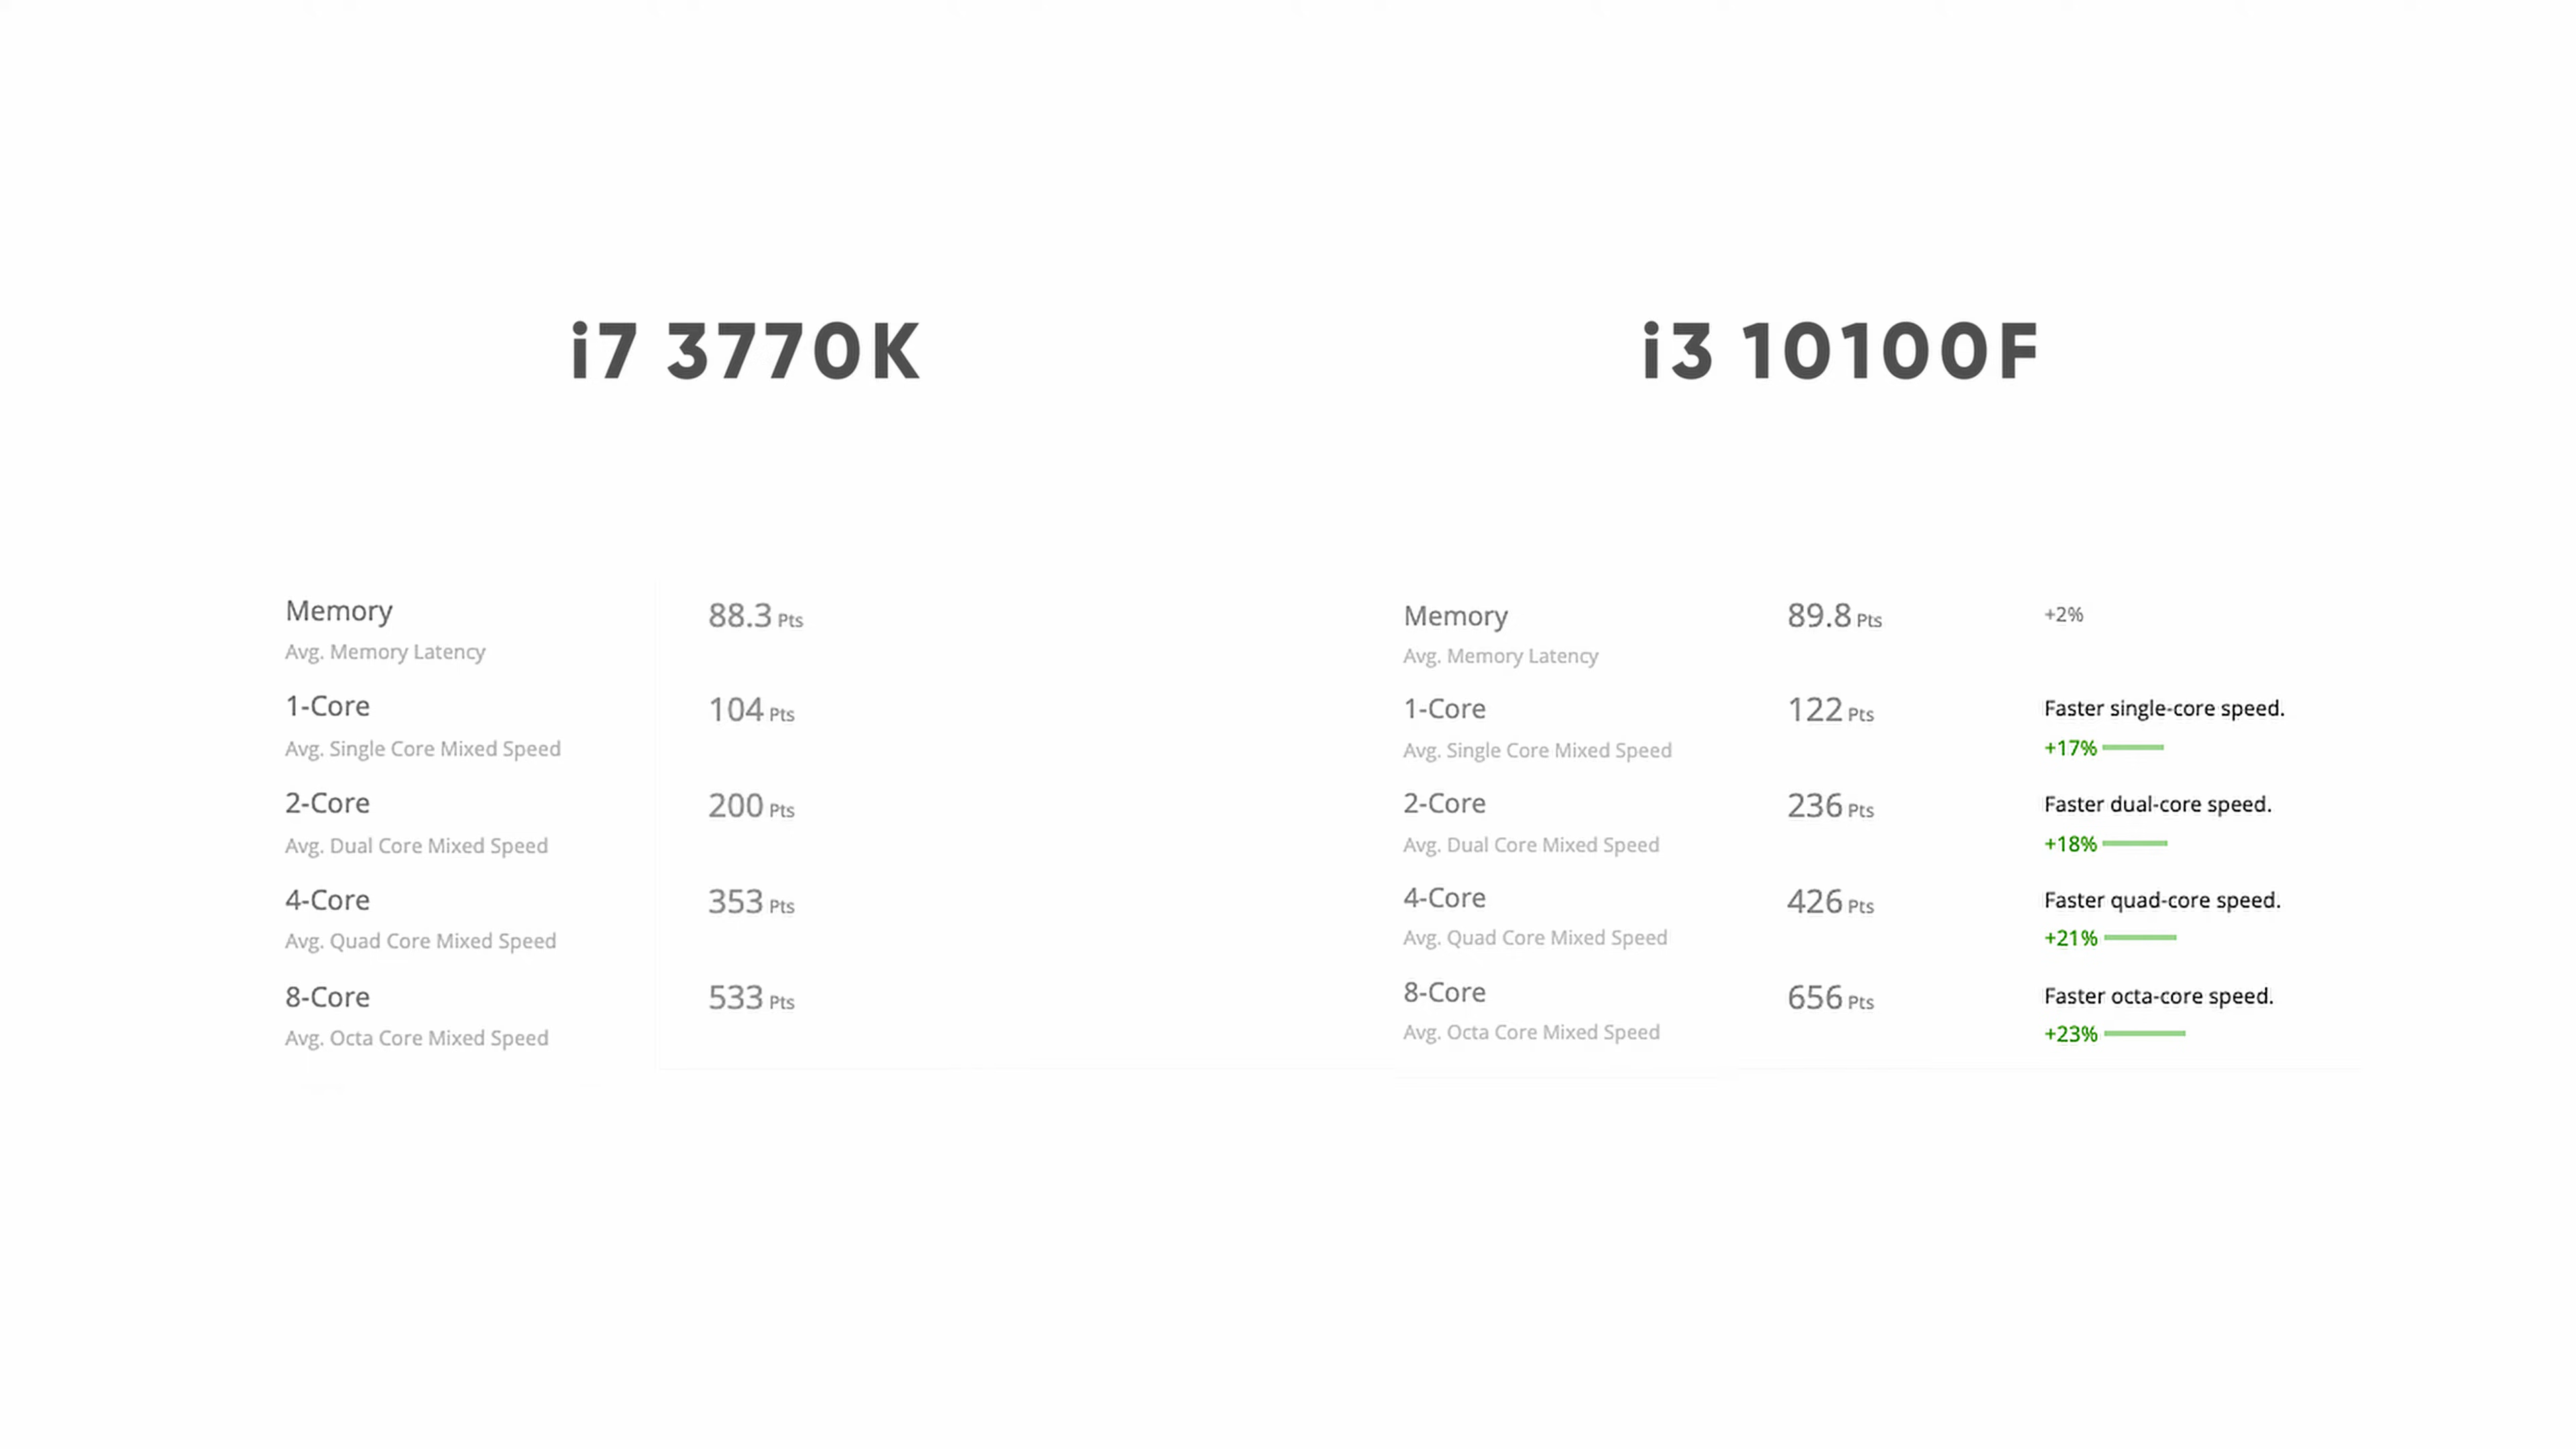 i7 3770K
Memory 88.3 Pts
Avg. Memory Latency
1-Core 104 Pts
Avg. Single Core Mixed Speed
2-Core 200 Pts
Avg. Dual Core Mixed Speed
4-Core 353 Pts
Avg. Quad Core Mixed Speed
8-Core 533 Pts
Avg. Octa Core Mixed Speed
i3 10100F
Memory 89.8 Pts +2%
Avg. Memory Latency
1-Core 122 Pts Faster single-core speed.
Avg. Single Core Mixed Speed +17%
2-Core 236 Pts Faster dual-core speed.
Avg. Dual Core Mixed Speed +18%
4-Core 426 Pts Faster quad-core speed.
Avg. Quad Core Mixed Speed +21%
8-Core 656 Pts Faster octa-core speed.
Avg. Octa Core Mixed Speed +23%